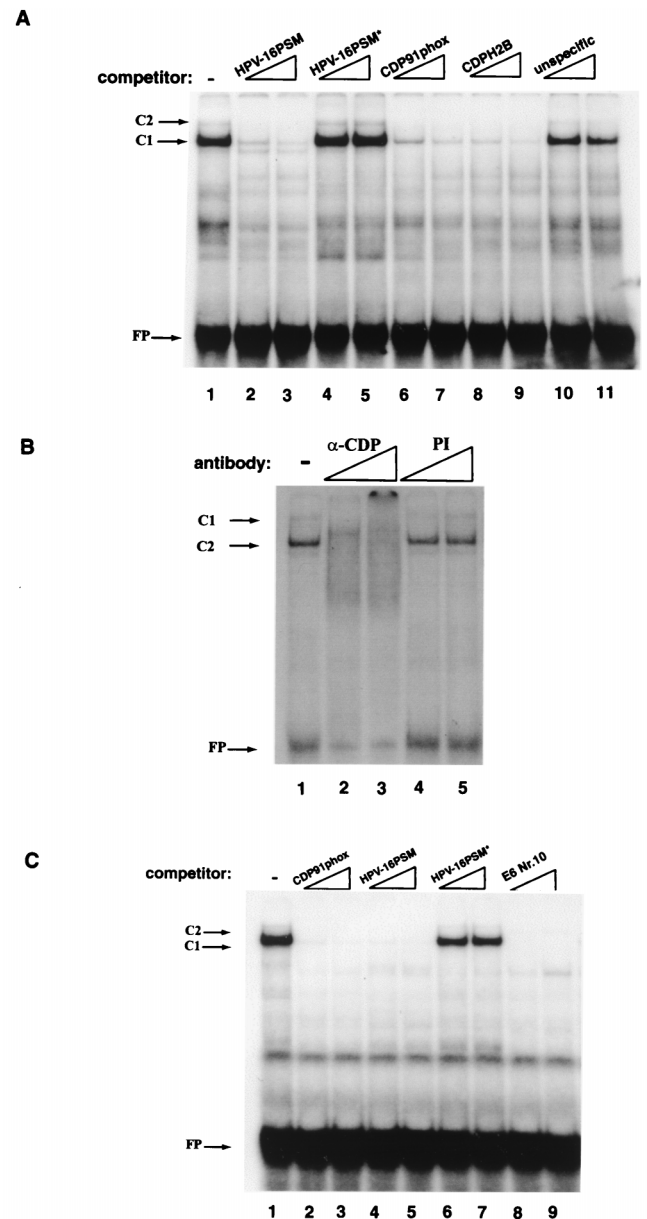 A
competitor: - HPV-16PSM HPV-16PSM* CDP91phox CDPH2B unspecific
C2
C1
FP
1 2 3 4 5 6 7 8 9 10 11
B
antibody: - α-CDP PI
C1
C2
FP
1 2 3 4 5
C
competitor: - CDP91phox HPV-16PSM HPV-16PSM* E6 Nr.10
C2
C1
FP
1 2 3 4 5 6 7 8 9